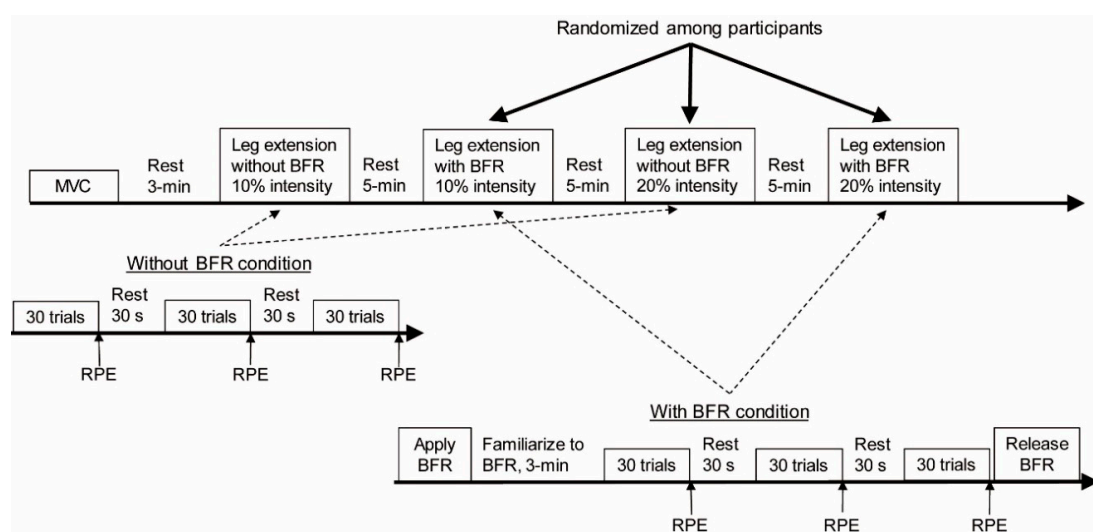 Randomized among participants
MVC
Rest
3-min
Leg extension
without BFR
10% intensity
Rest
5-min
Leg extension
with BFR
10% intensity
Rest
5-min
Leg extension
without BFR
20% intensity
Rest
5-min
Leg extension
with BFR
20% intensity
Without BFR condition
30 trials
Rest
30 s
30 trials
Rest
30 s
30 trials
RPE
RPE
RPE
With BFR condition
Apply
BFR
Familiarize to
BFR, 3-min
30 trials
Rest
30 s
30 trials
Rest
30 s
30 trials
Release
BFR
RPE
RPE
RPE